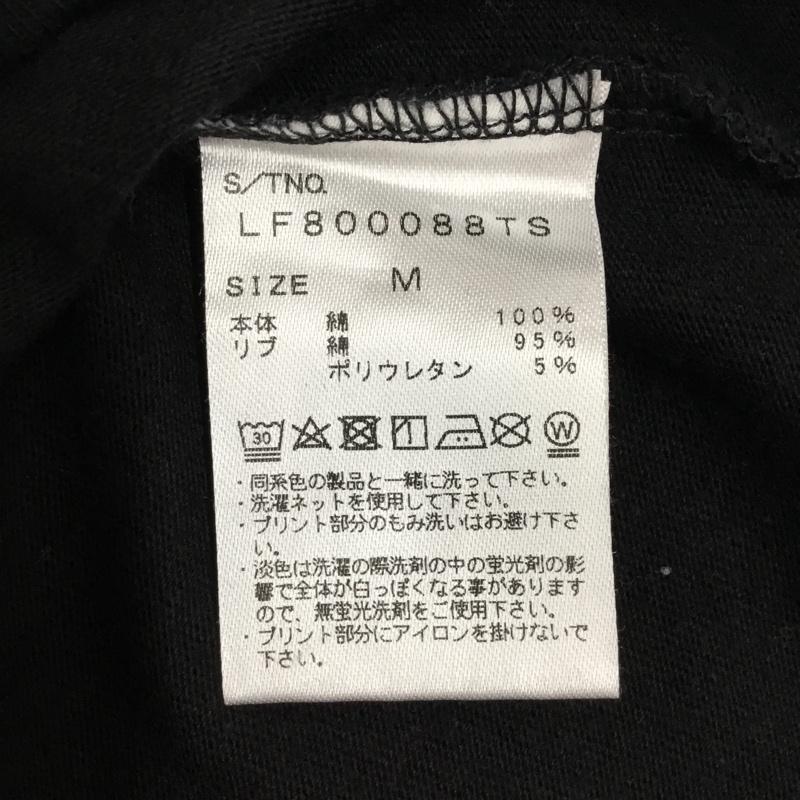 S/TNO.
LF800088TS
SIZE M
本体 綿 100%
リブ 綿 95%
ポリウレタン 5%
30 W
・同系色の製品と一緒に洗って下さい。
・洗濯ネットを使用して下さい。
・プリント部分のもみ洗いはお避け下さ
い。
・淡色は洗濯の際洗剤の中の蛍光剤の影
響で全体が白っぽくなる事があります
ので、無蛍光洗剤をご使用下さい。
・プリント部分にアイロンを掛けないで
下さい。